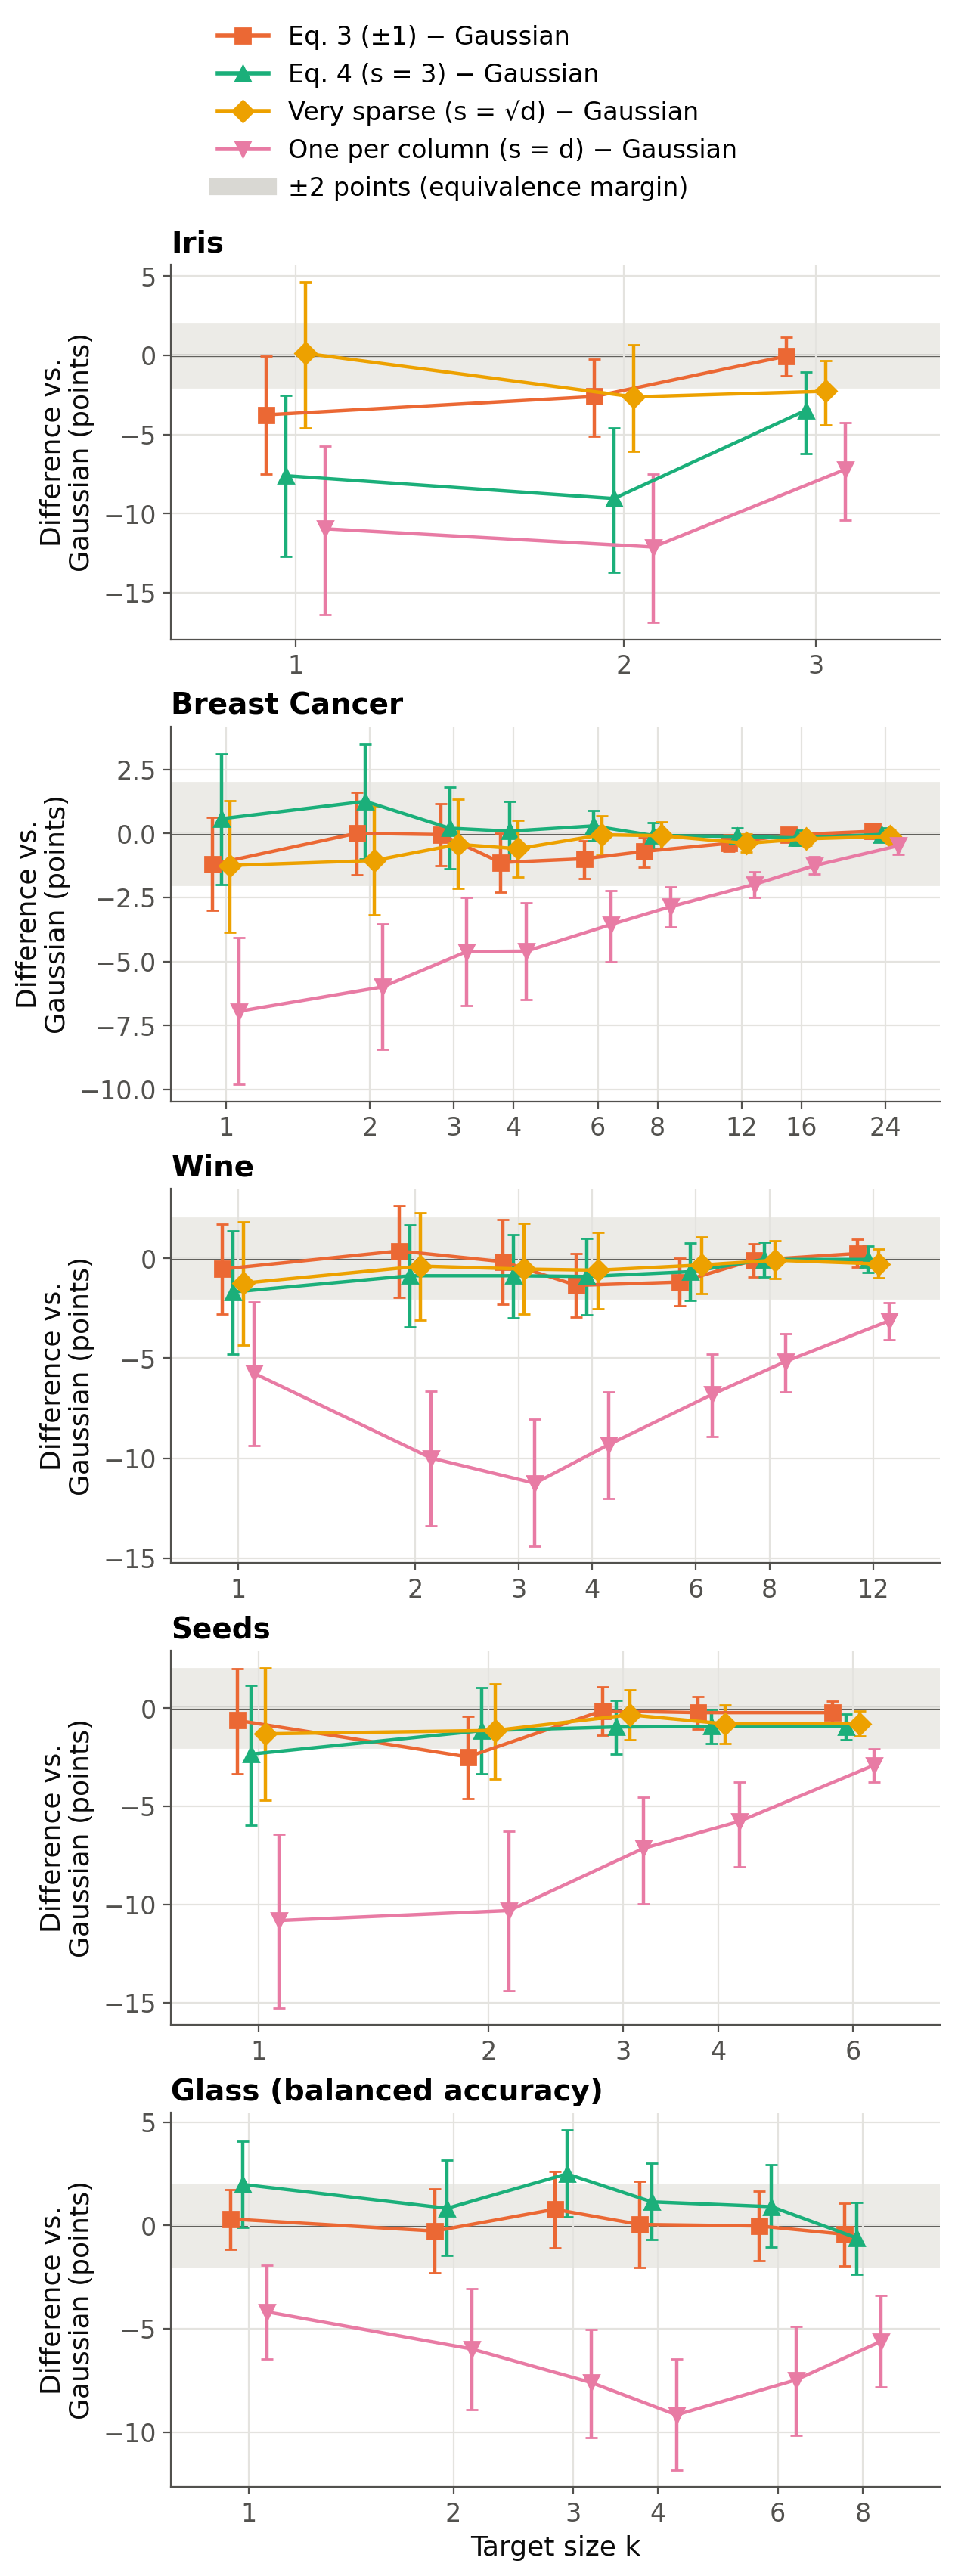 Eq. 3 (±1) − Gaussian
Eq. 4 (s = 3) − Gaussian
Very sparse (s = √d) − Gaussian
One per column (s = d) − Gaussian
±2 points (equivalence margin)
Iris
Difference vs.
Gaussian (points)
5
0
−5
−10
−15
1 2 3
Breast Cancer
Difference vs.
Gaussian (points)
2.5
0.0
−2.5
−5.0
−7.5
−10.0
1 2 3 4 6 8 12 16 24
Wine
Difference vs.
Gaussian (points)
0
−5
−10
−15
1 2 3 4 6 8 12
Seeds
Difference vs.
Gaussian (points)
0
−5
−10
−15
1 2 3 4 6
Glass (balanced accuracy)
Difference vs.
Gaussian (points)
5
0
−5
−10
1 2 3 4 6 8
Target size k